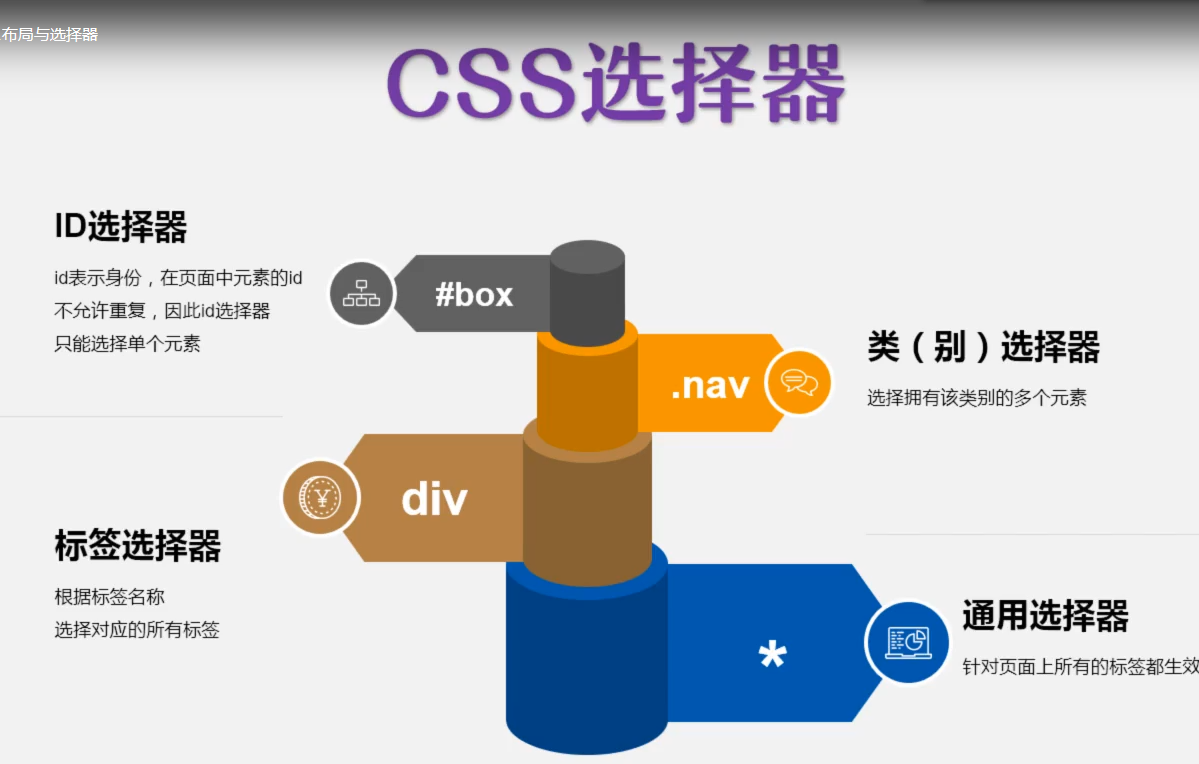 布局与选择器
CSS选择器
ID选择器
id表示身份，在页面中元素的id
不允许重复，因此id选择器
只能选择单个元素
#box
类（别）选择器
.nav
选择拥有该类别的多个元素
div
标签选择器
根据标签名称
选择对应的所有标签
*
通用选择器
针对页面上所有的标签都生效